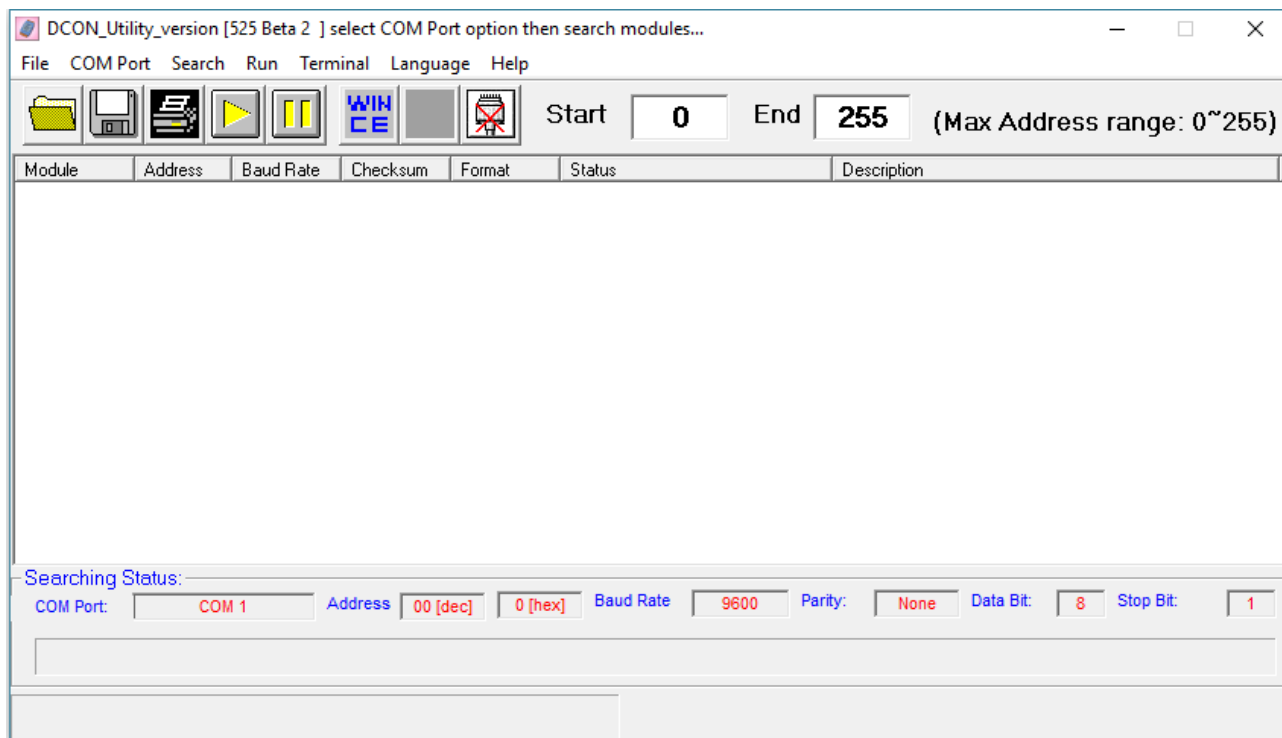 DCON_Utility_version [525 Beta 2 ] select COM Port option then search modules...
File COM Port Search Run Terminal Language Help
WIN CE Start 0 End 255 (Max Address range: 0~255)
Module Address Baud Rate Checksum Format Status Description
Searching Status:
COM Port: COM 1 Address 00 [dec] 0 [hex] Baud Rate 9600 Parity: None Data Bit: 8 Stop Bit: 1